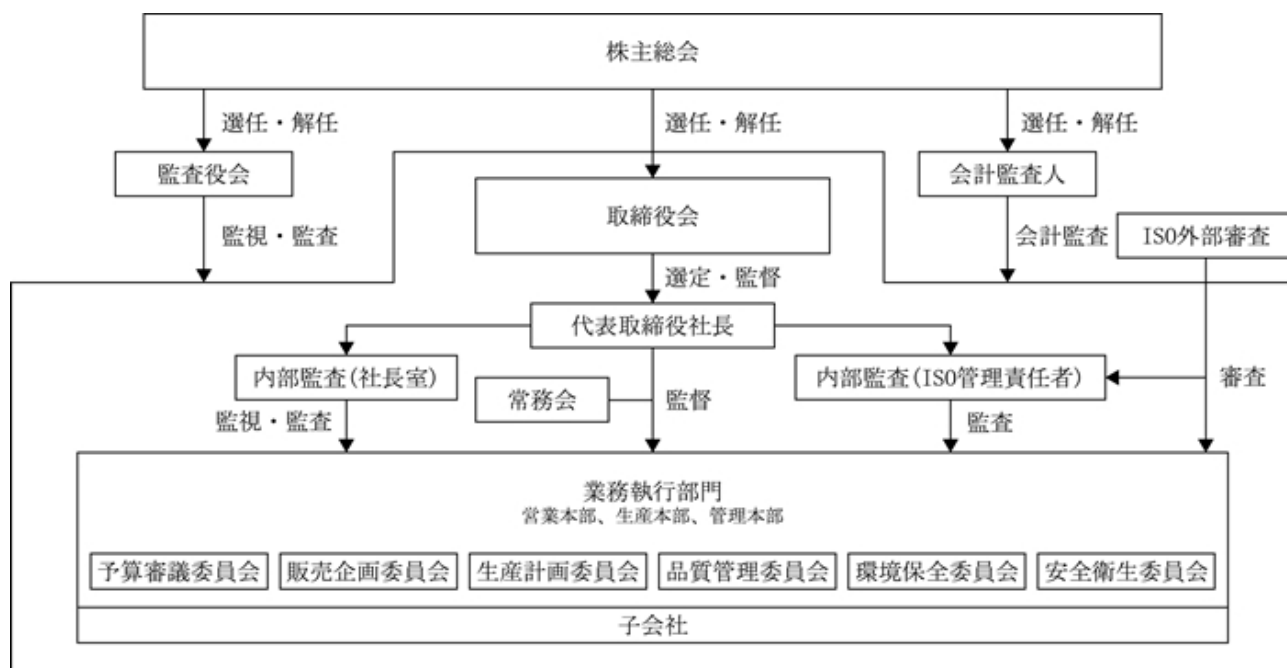 株主総会
選任・解任
選任・解任
選任・解任
監査役会
会計監査人
取締役会
監視・監査
会計監査
ISO外部審査
選定・監督
代表取締役社長
内部監査(社長室)
内部監査(ISO管理責任者)
審査
常務会
監督
監視・監査
監査
業務執行部門
営業本部、生産本部、管理本部
予算審議委員会
販売企画委員会
生産計画委員会
品質管理委員会
環境保全委員会
安全衛生委員会
子会社